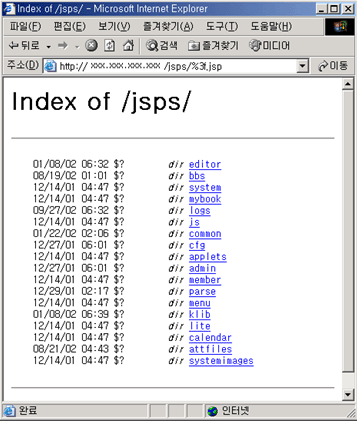 Index of /jsps/ - Microsoft Internet Explorer
파일(F) 편집(E) 보기(V) 즐겨찾기(A) 도구(T) 도움말(H)
뒤로 검색 즐겨찾기 미디어
주소(D) http:// xxx.xxx.xxx.xxx /jsps/%3f.jsp 이동
Index of /jsps/
01/08/02 06:32 $? dir editor
08/19/02 01:01 $? dir bbs
12/14/01 04:47 $? dir system
12/14/01 04:47 $? dir mybook
09/27/02 06:32 $? dir logs
12/14/01 04:47 $? dir js
01/22/02 02:06 $? dir common
12/27/01 06:01 $? dir cfg
12/14/01 04:47 $? dir applets
12/27/01 06:01 $? dir admin
12/14/01 04:47 $? dir member
12/29/01 02:17 $? dir parse
12/14/01 04:47 $? dir menu
01/08/02 06:39 $? dir klib
12/14/01 04:47 $? dir lite
12/14/01 04:47 $? dir calendar
08/21/02 04:43 $? dir attfiles
12/14/01 04:47 $? dir systemimages
완료 인터넷